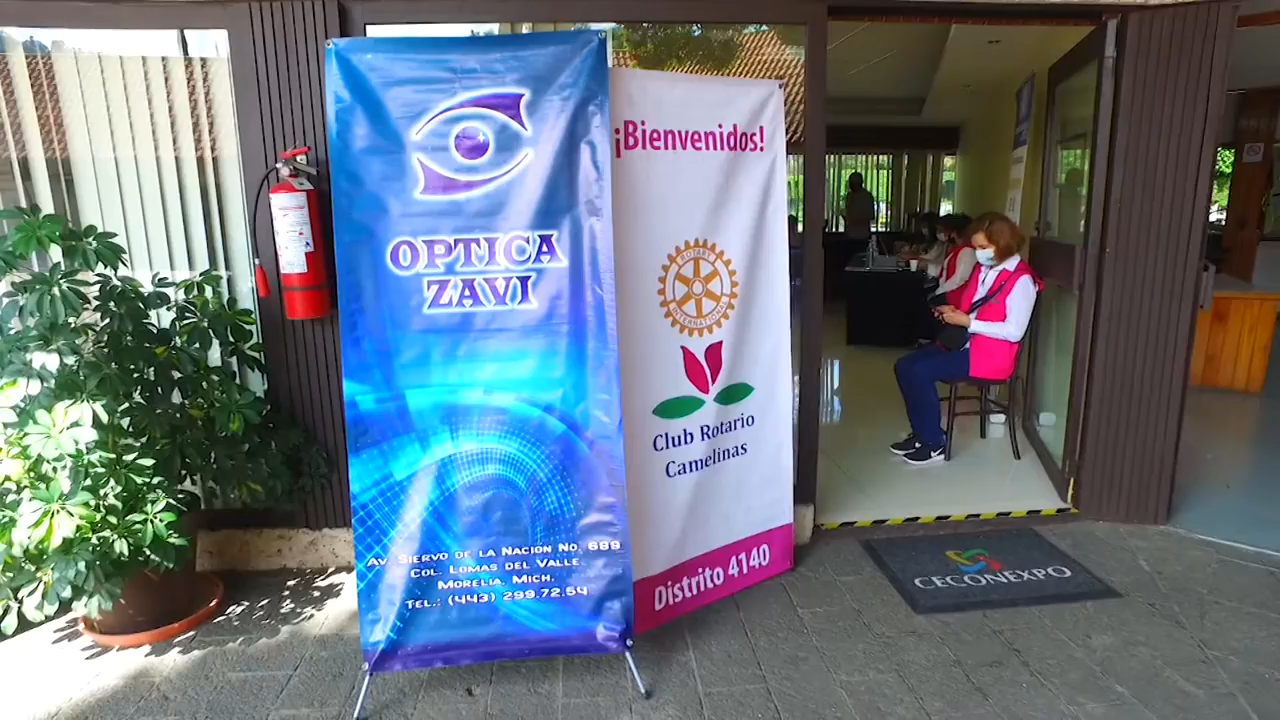 OPTICA
ZAVI
AV. SIERVO DE LA NACION NO. 689
COL. LOMAS DEL VALLE.
MORELIA, MICH.
TEL.: (443) 299.72.54
¡Bienvenidos!
ROTARY
INTERNATIONAL
Club Rotario
Camelinas
Distrito 4140
CECONEXPO